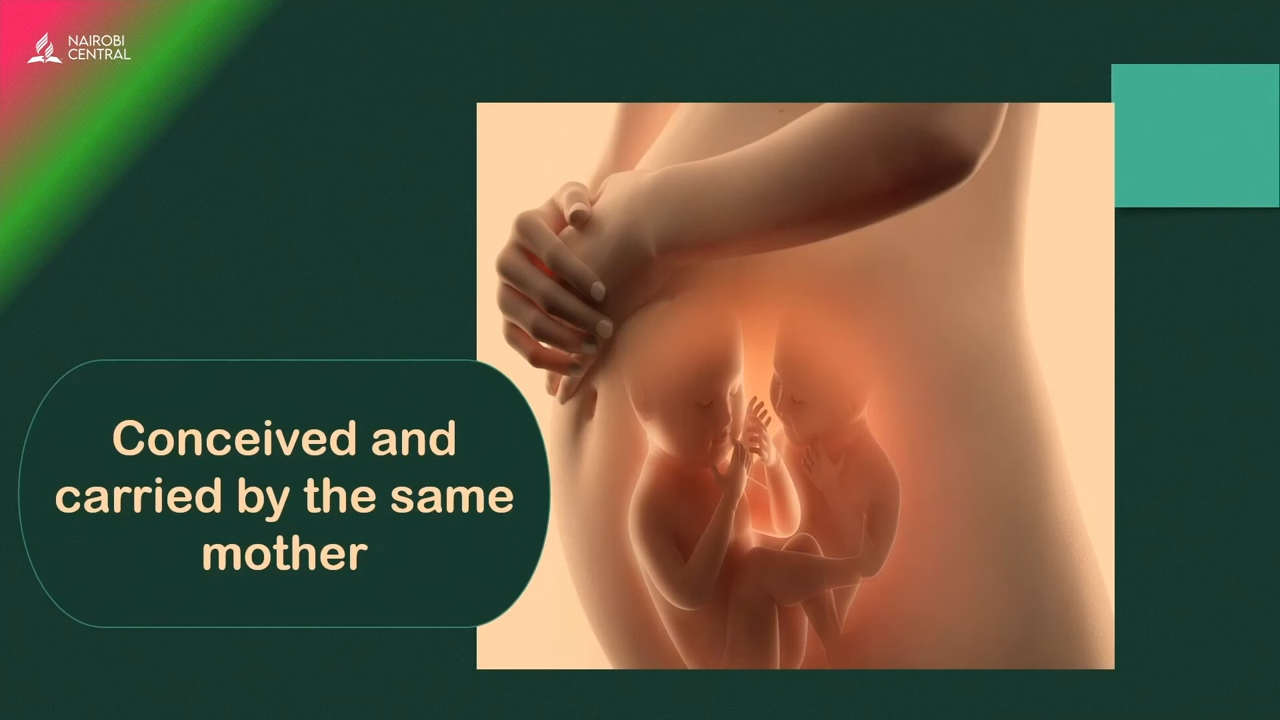 NAIROBI
CENTRAL
Conceived and
carried by the same
mother